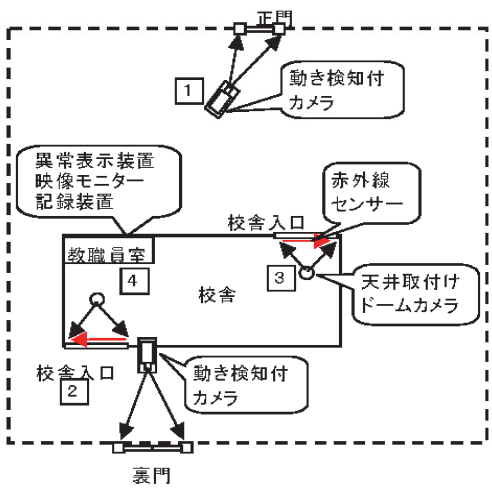 正門
1
動き検知付
カメラ
異常表示装置
映像モニター
記録装置
赤外線
センサー
校舎入口
教職員室
4
3
校舎
天井取付け
ドームカメラ
校舎入口
2
動き検知付
カメラ
裏門